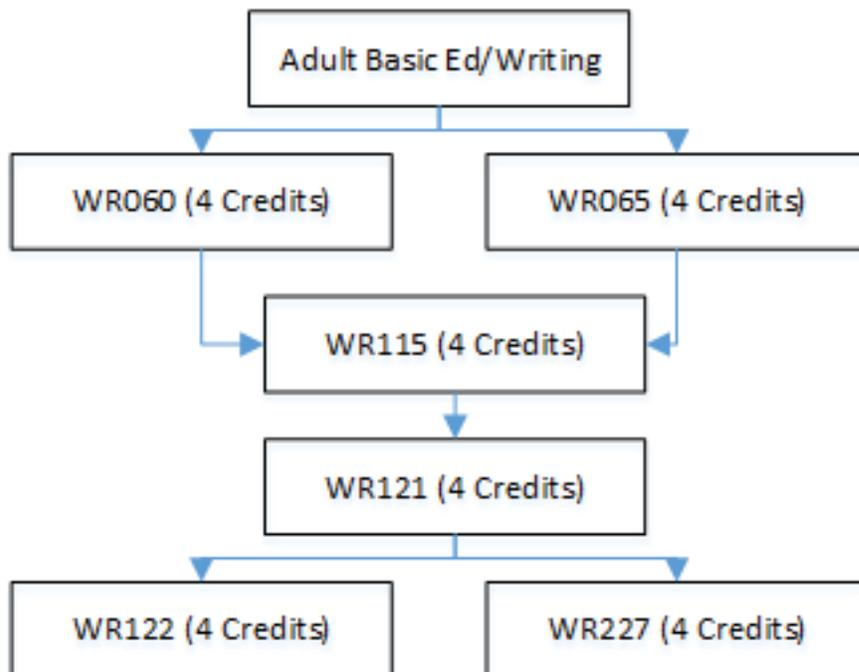 Adult Basic Ed/Writing
WR060 (4 Credits)
WR065 (4 Credits)
WR115 (4 Credits)
WR121 (4 Credits)
WR122 (4 Credits)
WR227 (4 Credits)